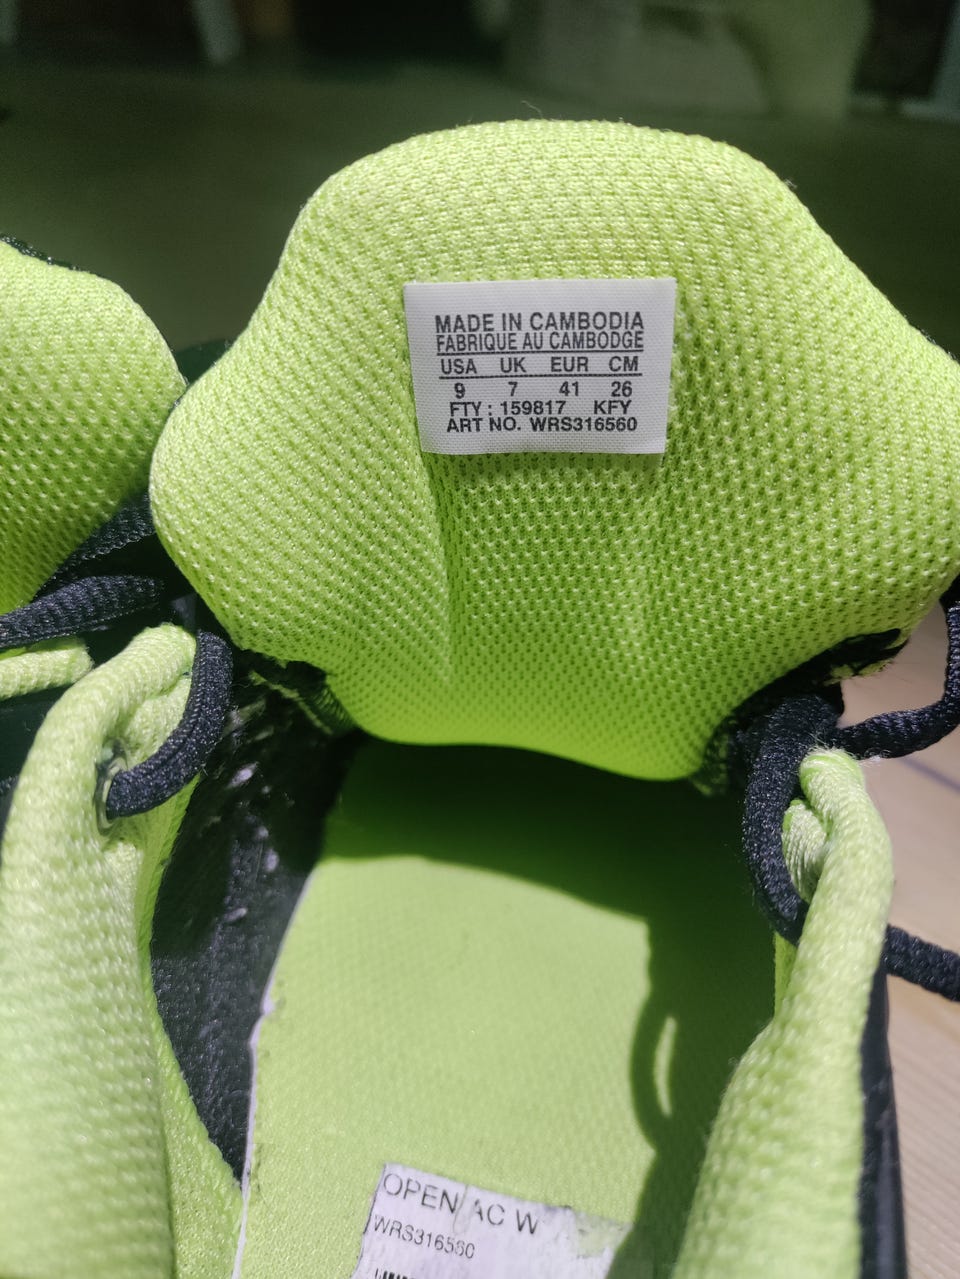 MADE IN CAMBODIA
FABRIQUE AU CAMBODGE
USA UK EUR CM
9 7 41 26
FTY : 159817 KFY
ART NO. WRS316560
OPEN AC W
WRS316560